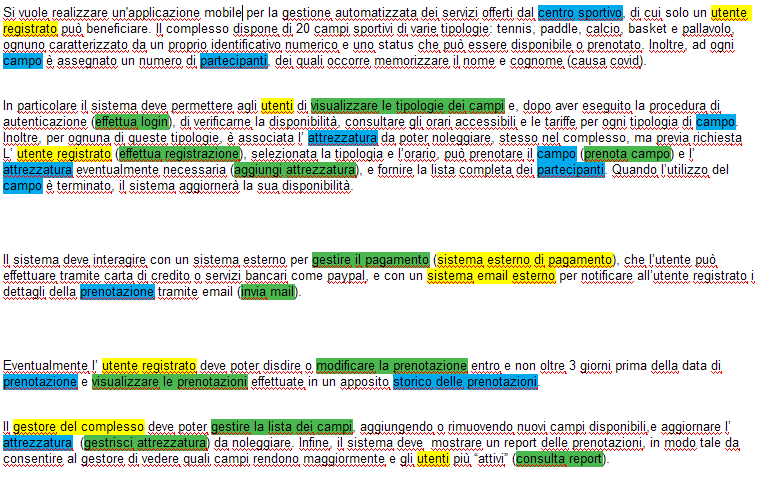 Si vuole realizzare un'applicazione mobile per la gestione automatizzata dei servizi offerti dal centro sportivo, di cui solo un utente
registrato può beneficiare. Il complesso dispone di 20 campi sportivi di varie tipologie: tennis, paddle, calcio, basket e pallavolo,
ognuno caratterizzato da un proprio identificativo numerico e uno status che può essere disponibile o prenotato. Inoltre, ad ogni
campo è assegnato un numero di partecipanti, dei quali occorre memorizzare il nome e cognome (causa covid).
In particolare il sistema deve permettere agli utenti di visualizzare le tipologie dei campi e, dopo aver eseguito la procedura di
autenticazione (effettua login), di verificarne la disponibilità, consultare gli orari accessibili e le tariffe per ogni tipologia di campo.
Inoltre, per ognuna di queste tipologie, è associata l’ attrezzatura da poter noleggiare, stesso nel complesso, ma previa richiesta
L’ utente registrato (effettua registrazione), selezionata la tipologia e l’orario, può prenotare il campo (prenota campo) e l’
attrezzatura eventualmente necessaria (aggiungi attrezzatura), e fornire la lista completa dei partecipanti. Quando l’utilizzo del
campo è terminato, il sistema aggiornerà la sua disponibilità.
Il sistema deve interagire con un sistema esterno per gestire il pagamento (sistema esterno di pagamento), che l’utente può
effettuare tramite carta di credito o servizi bancari come paypal, e con un sistema email esterno per notificare all’utente registrato i
dettagli della prenotazione tramite email (invia mail).
Eventualmente l’ utente registrato deve poter disdire o modificare la prenotazione entro e non oltre 3 giorni prima della data di
prenotazione e visualizzare le prenotazioni effettuate in un apposito storico delle prenotazioni.
Il gestore del complesso deve poter gestire la lista dei campi, aggiungendo o rimuovendo nuovi campi disponibili e aggiornare l’
attrezzatura (gestrisci attrezzatura) da noleggiare. Infine, il sistema deve mostrare un report delle prenotazioni, in modo tale da
consentire al gestore di vedere quali campi rendono maggiormente e gli utenti più “attivi” (consulta report).